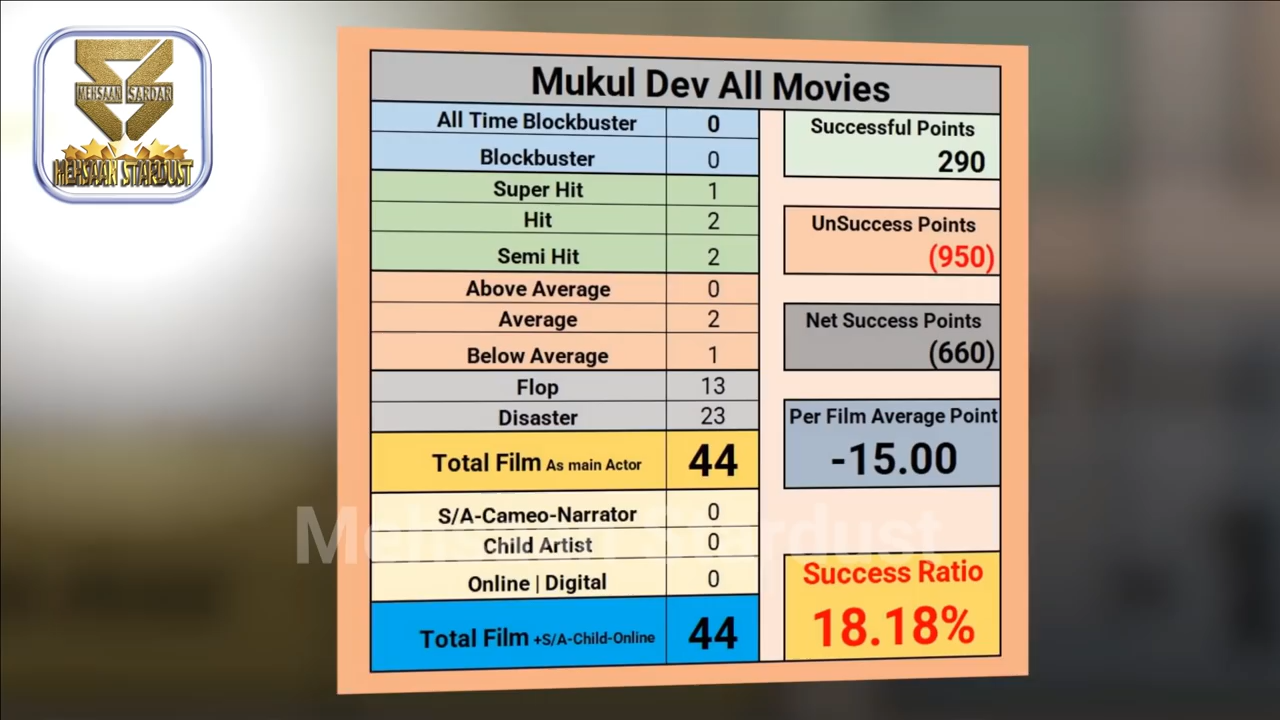 MEHSAAN SARDAR
MEHSAAN STARDUST
Mukul Dev All Movies
All Time Blockbuster 0
Blockbuster 0
Super Hit 1
Hit 2
Semi Hit 2
Above Average 0
Average 2
Below Average 1
Flop 13
Disaster 23
Total Film As main Actor 44
S/A-Cameo-Narrator 0
Child Artist 0
Online | Digital 0
Total Film +S/A-Child-Online 44
Successful Points
290
UnSuccess Points
(950)
Net Success Points
(660)
Per Film Average Point
-15.00
Success Ratio
18.18%
Mehsaan Stardust